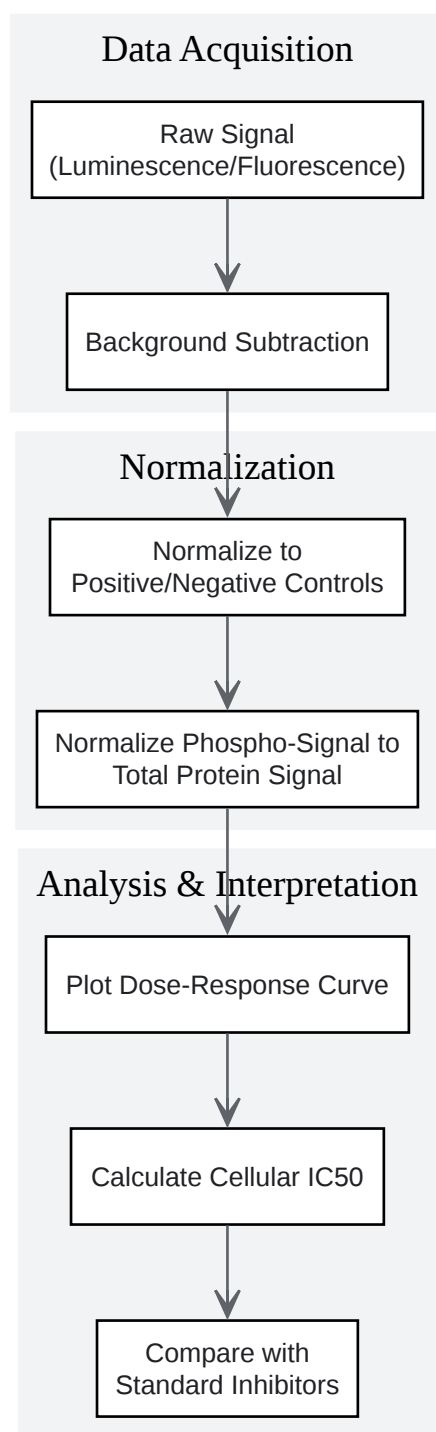 Data Acquisition
Raw Signal
(Luminescence/Fluorescence)
Background Subtraction
Normalization
Normalize to
Positive/Negative Controls
Normalize Phospho-Signal to
Total Protein Signal
Analysis & Interpretation
Plot Dose-Response Curve
Calculate Cellular IC50
Compare with
Standard Inhibitors